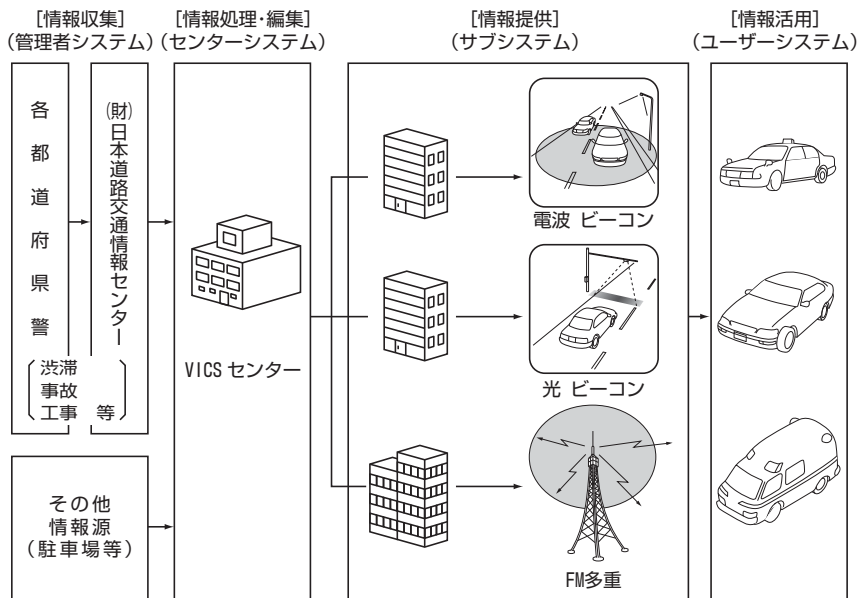 [情報収集]
(管理者システム)
[情報処理・編集]
(センターシステム)
[情報提供]
(サブシステム)
[情報活用]
(ユーザーシステム)
各都道府県警
(財)日本道路交通情報センター
渋滞
事故
工事 等
その他
情報源
(駐車場等)
VICS センター
電波 ビーコン
光 ビーコン
FM多重